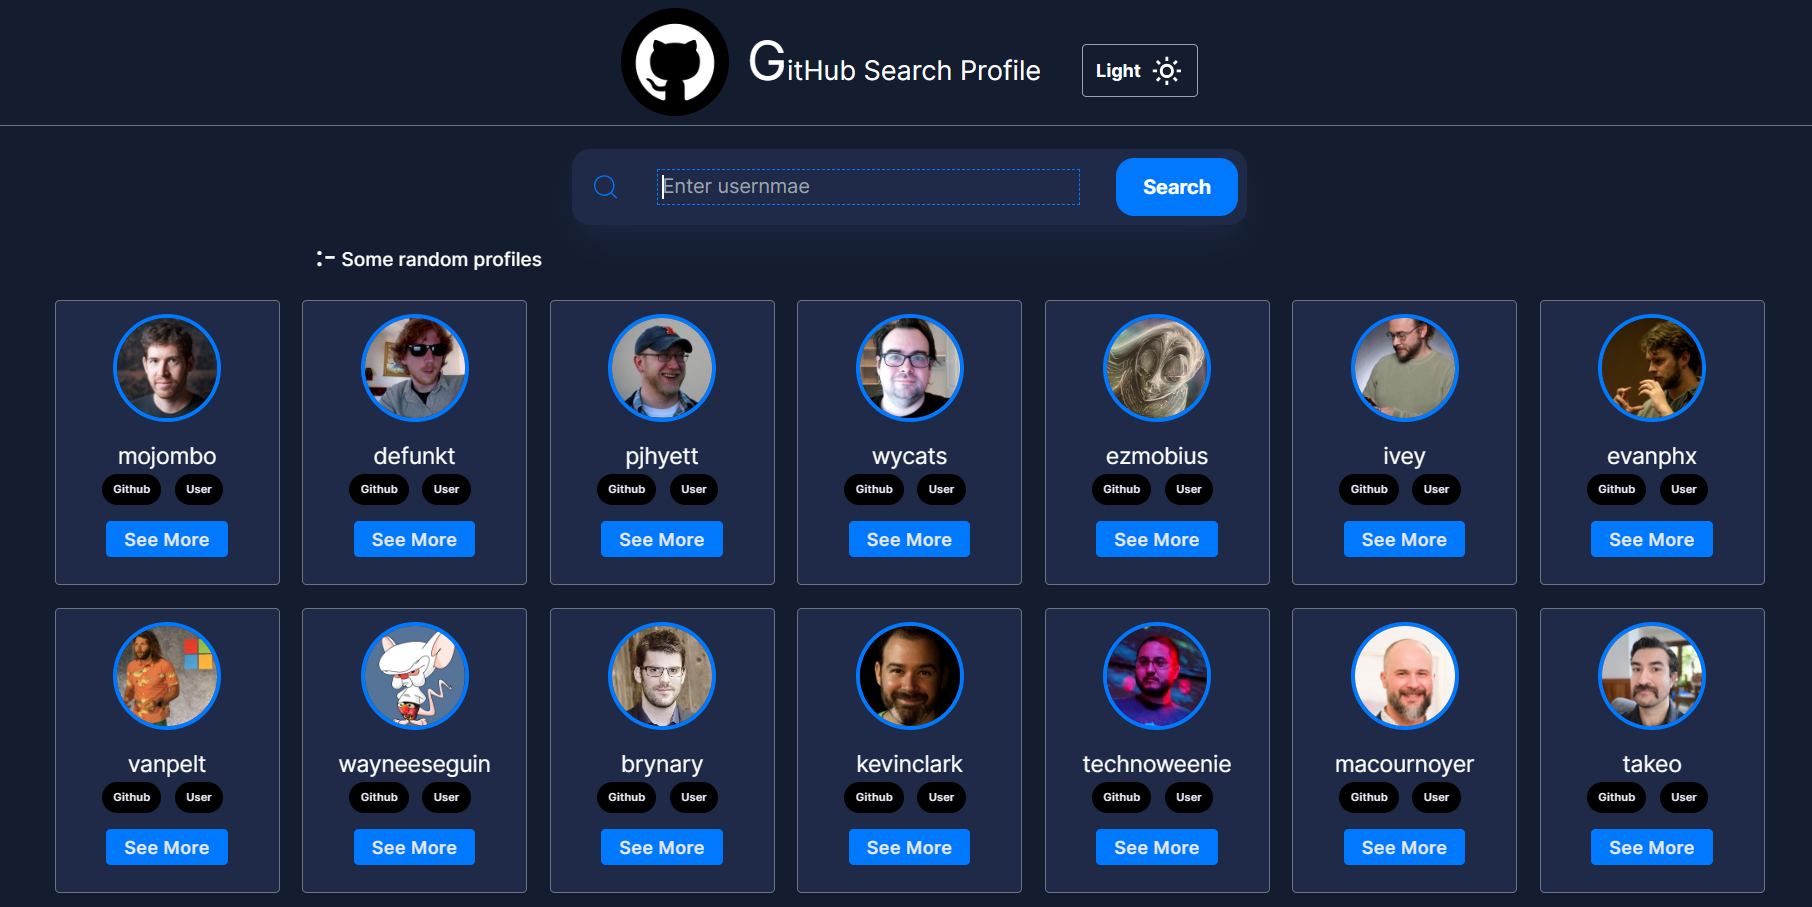 GitHub Search Profile
Light
Enter usernmae
Search
:- Some random profiles
mojombo
Github User
See More
defunkt
Github User
See More
pjhyett
Github User
See More
wycats
Github User
See More
ezmobius
Github User
See More
ivey
Github User
See More
evanphx
Github User
See More
vanpelt
Github User
See More
wayneeseguin
Github User
See More
brynary
Github User
See More
kevinclark
Github User
See More
technoweenie
Github User
See More
macournoyer
Github User
See More
takeo
Github User
See More